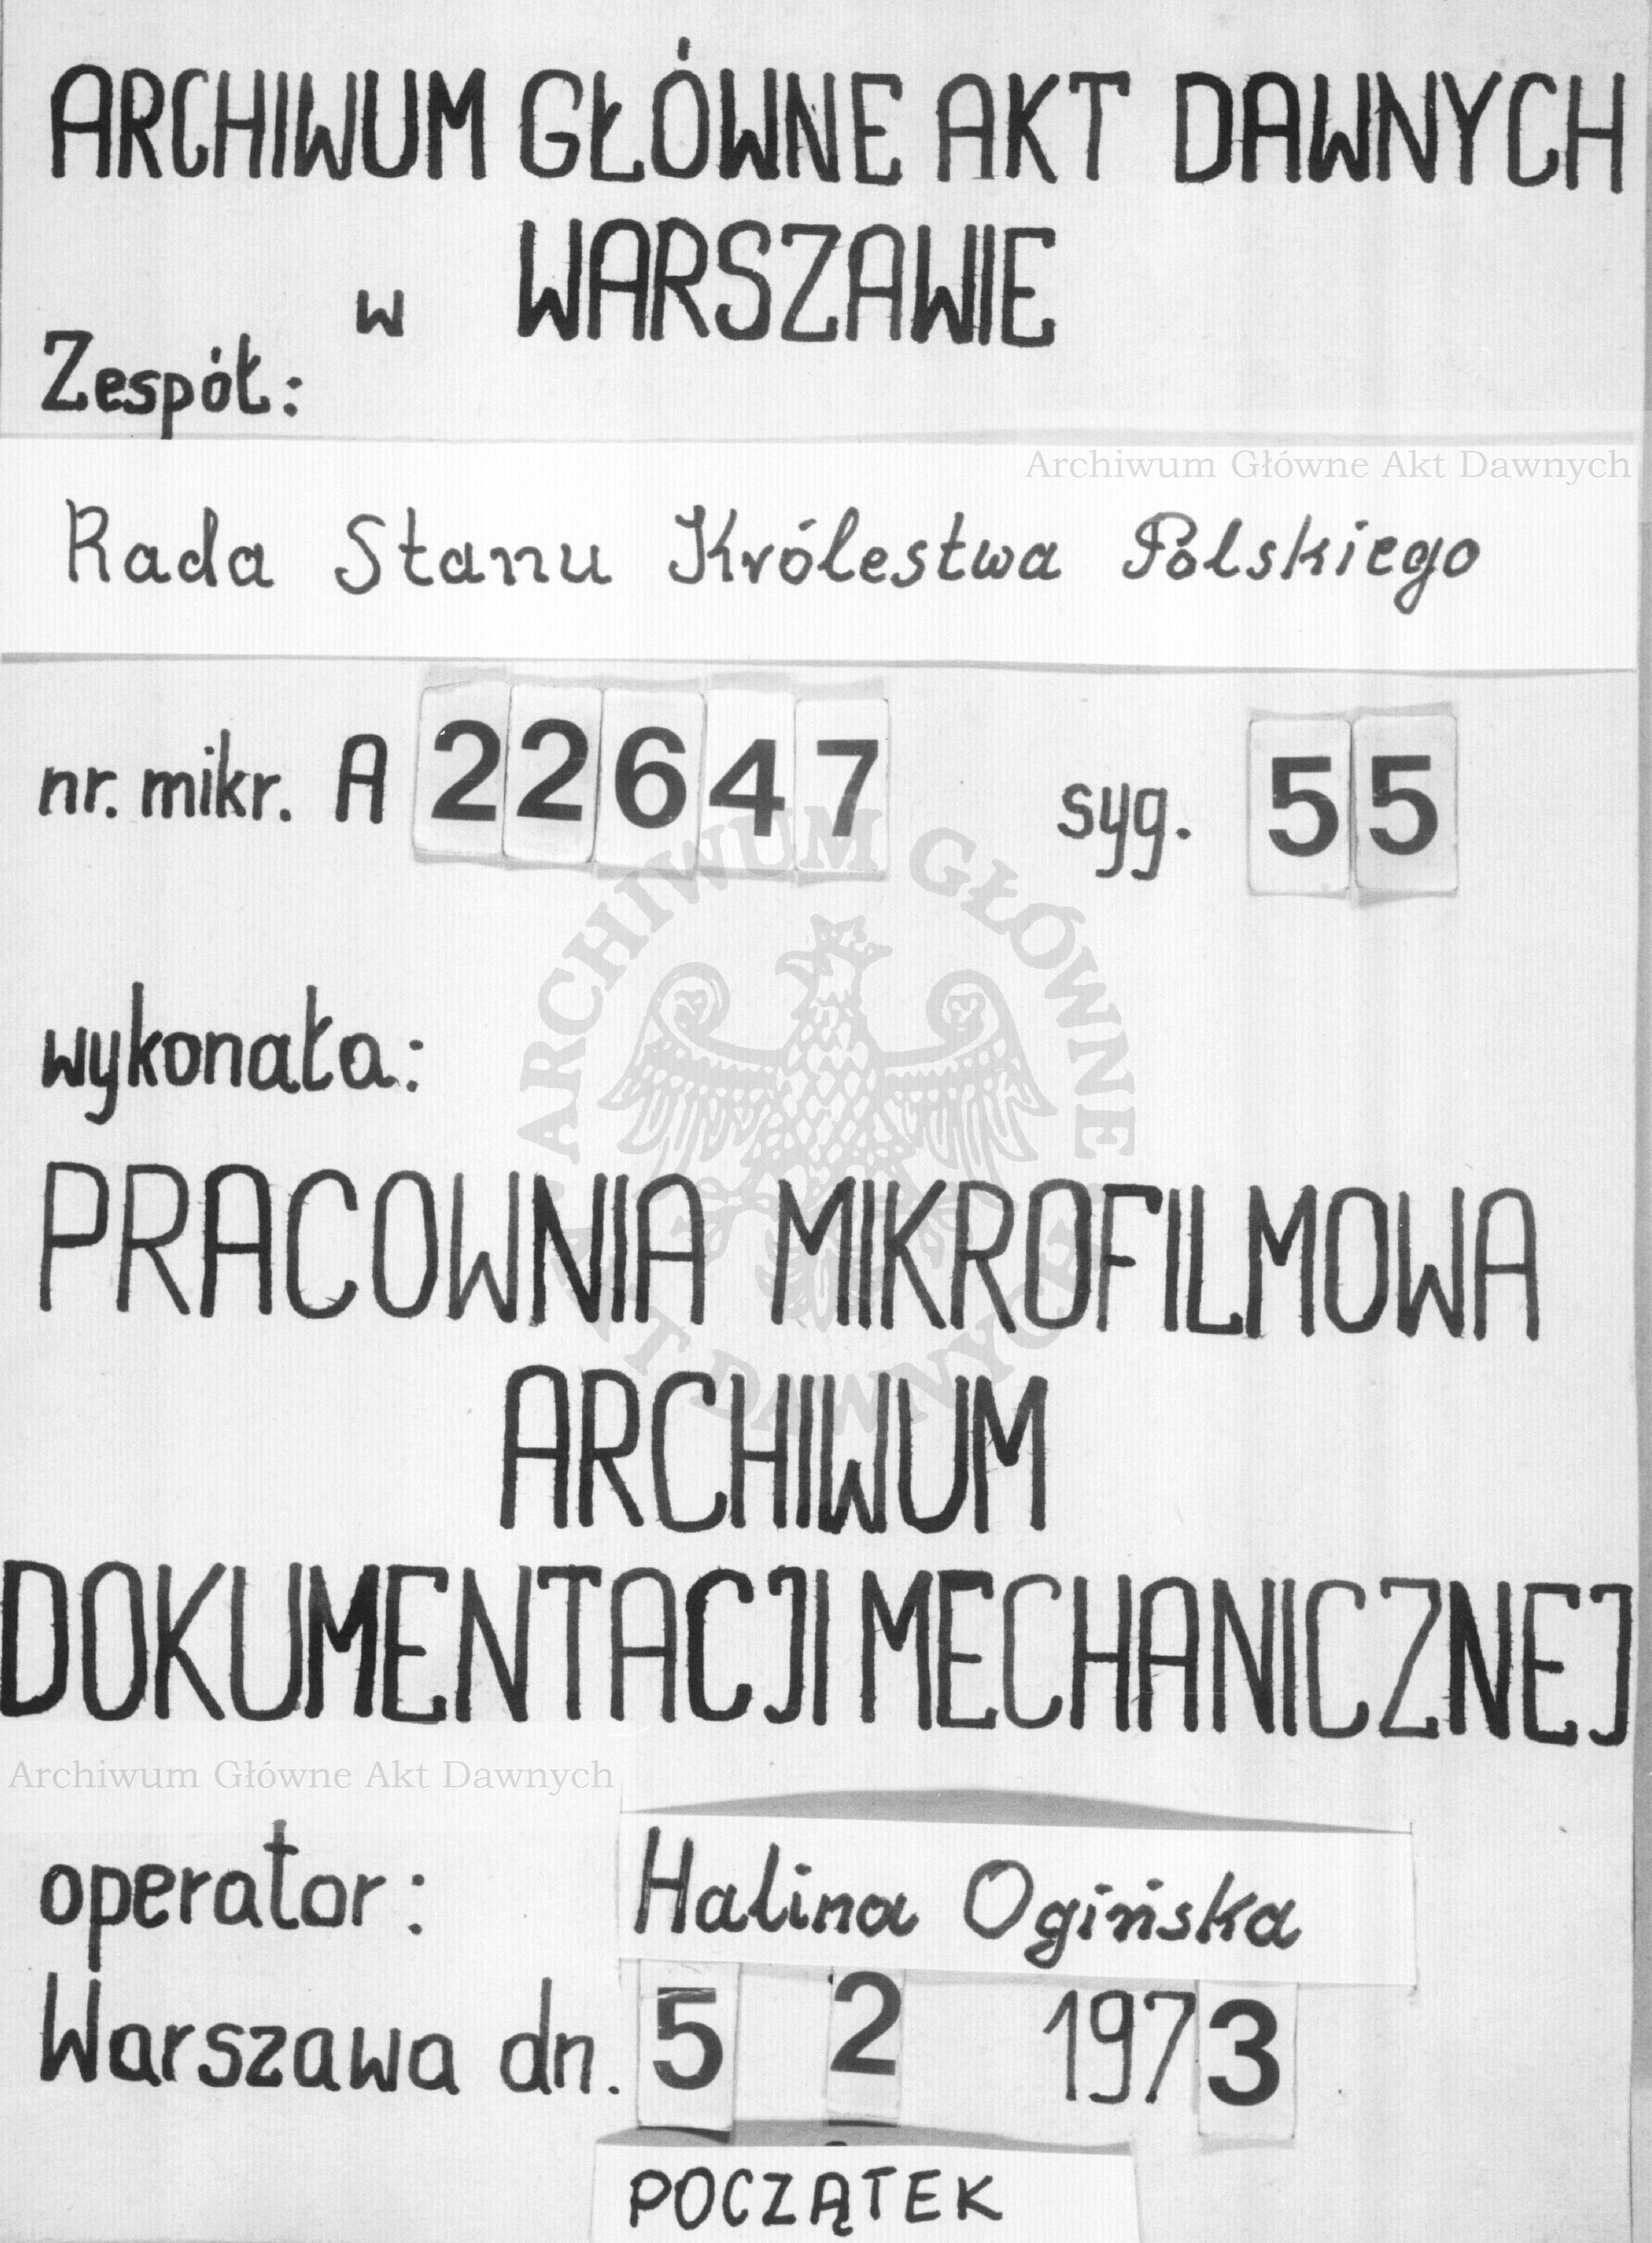 ARCHIWUM GŁÓWNE AKT DAWNYCH
w WARSZAWIE
Zespół:
Archiwum Główne Akt Dawnych
Rada Stanu Królestwa Polskiego
nr. mikr. A 22647 syg. 55
ARCHIWUM GŁÓWNE AKT DAWNYCH
wykonała:
PRACOWNIA MIKROFILMOWA
ARCHIWUM
DOKUMENTACJI MECHANICZNEJ
Archiwum Główne Akt Dawnych
operator: Halina Ogińska
Warszawa dn. 5 2 1973
POCZĄTEK